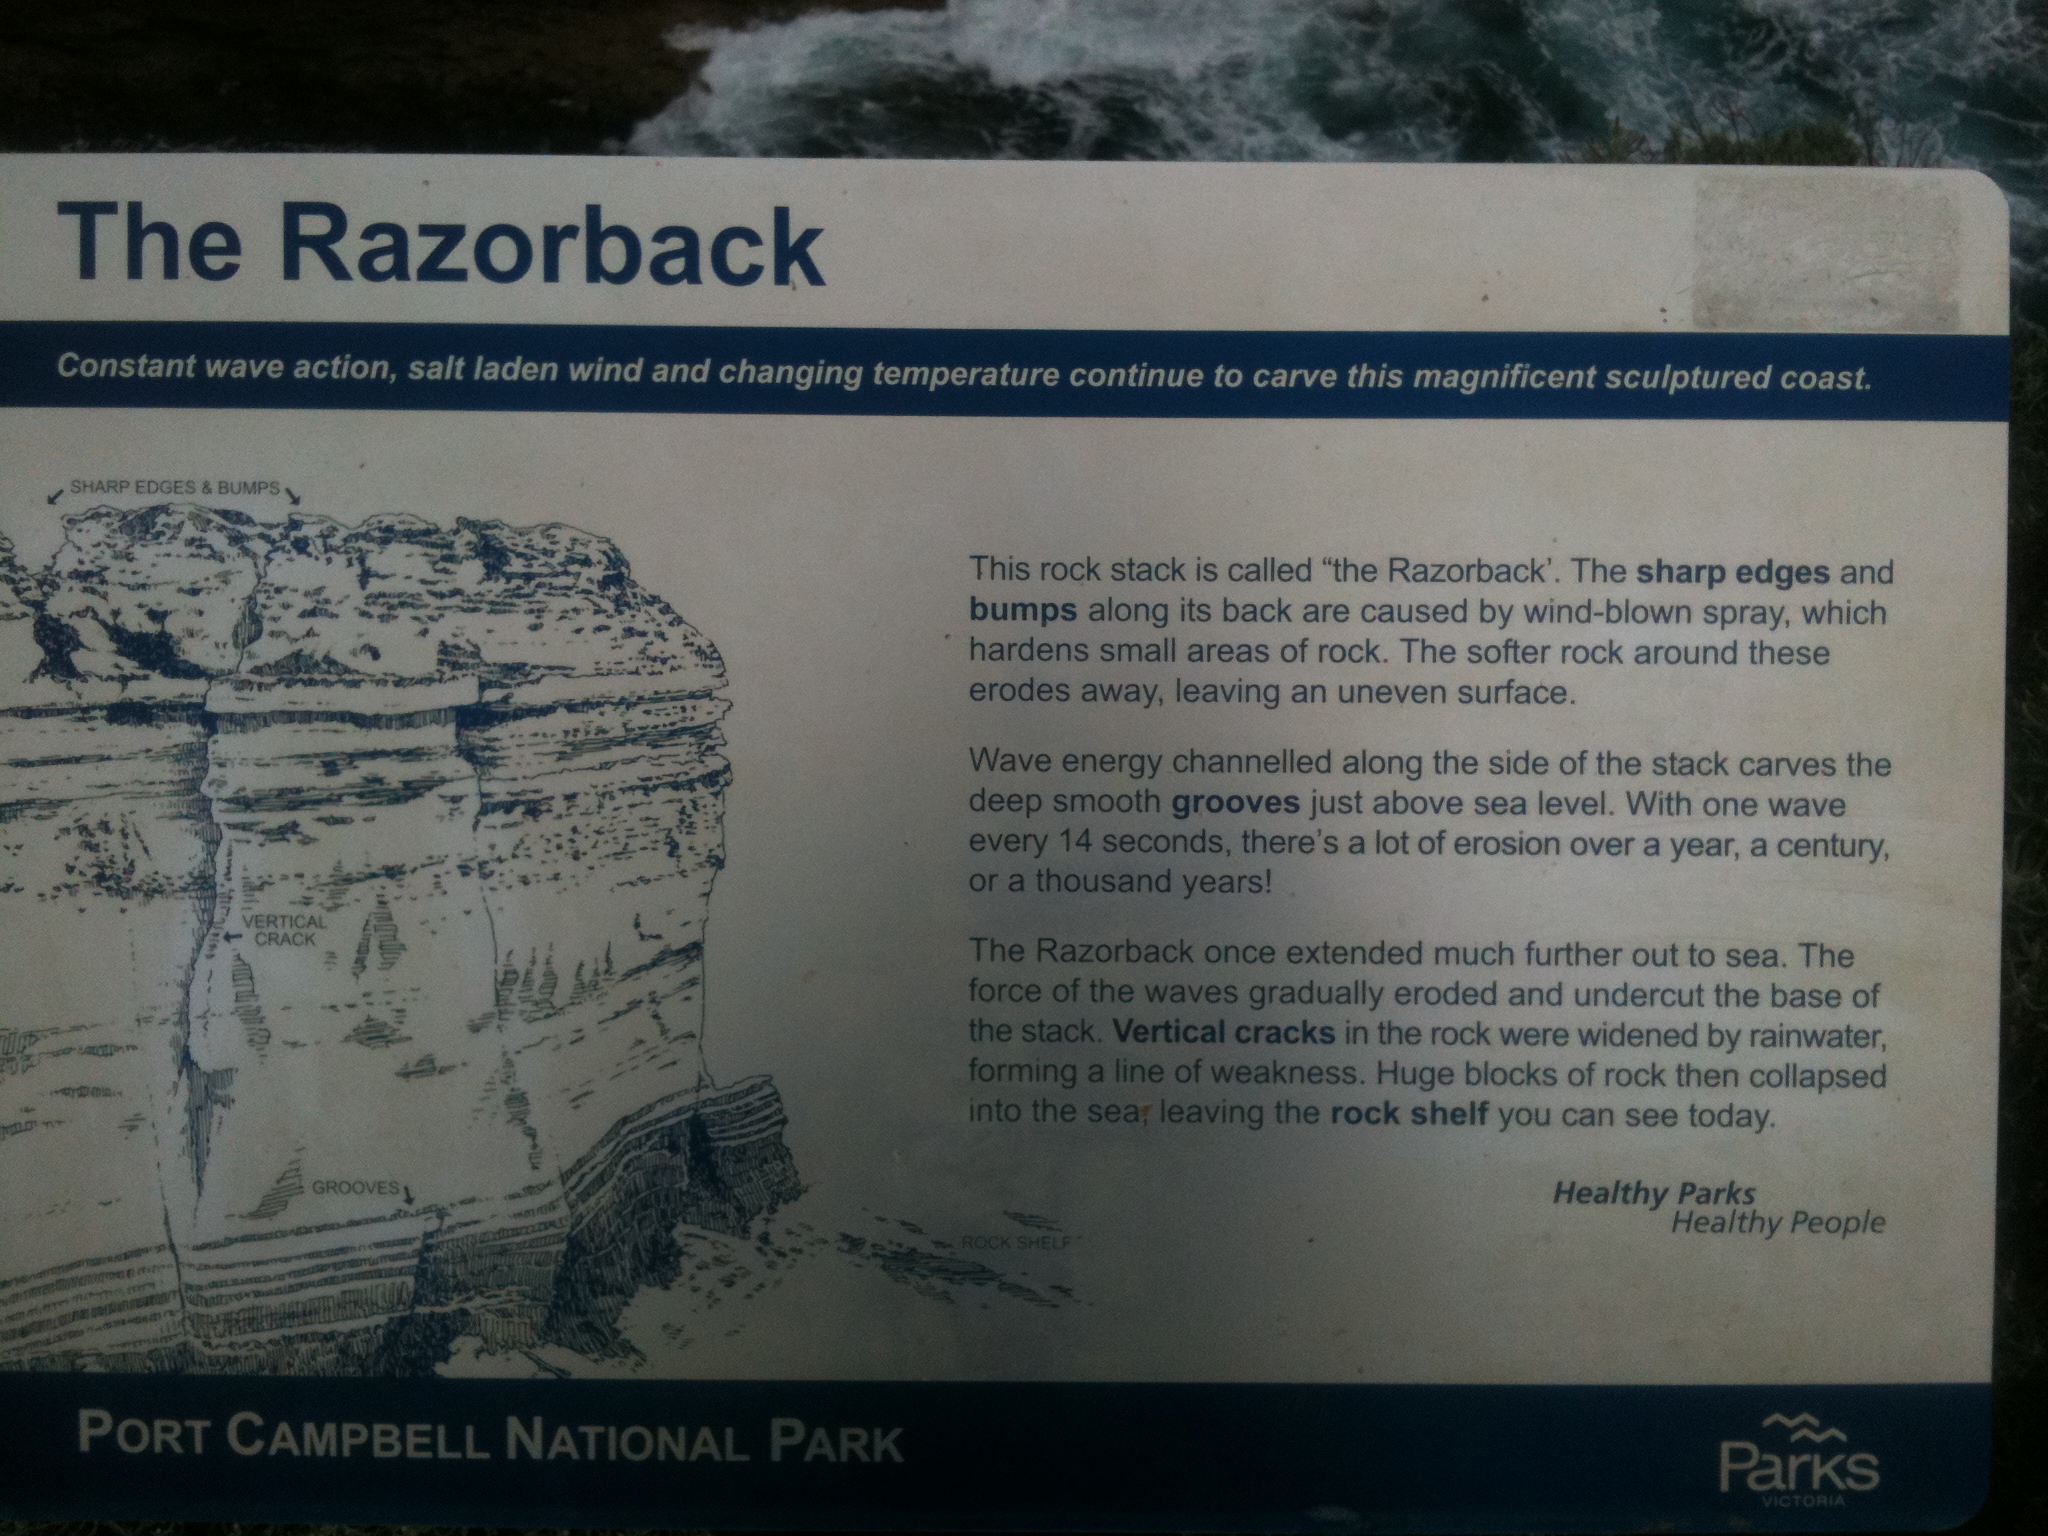 The Razorback
Constant wave action, salt laden wind and changing temperature continue to carve this magnificent sculptured coast.
SHARP EDGES & BUMPS
This rock stack is called “the Razorback’. The sharp edges and
bumps along its back are caused by wind-blown spray, which
hardens small areas of rock. The softer rock around these
erodes away, leaving an uneven surface.
Wave energy channelled along the side of the stack carves the
deep smooth grooves just above sea level. With one wave
every 14 seconds, there's a lot of erosion over a year, a century,
or a thousand years!
VERTICAL
CRACK
The Razorback once extended much further out to sea. The
force of the waves gradually eroded and undercut the base of
the stack. Vertical cracks in the rock were widened by rainwater,
forming a line of weakness. Huge blocks of rock then collapsed
into the sea, leaving the rock shelf you can see today.
GROOVES
ROCK SHELF
Healthy Parks
Healthy People
PORT CAMPBELL NATIONAL PARK
Parks
VICTORIA